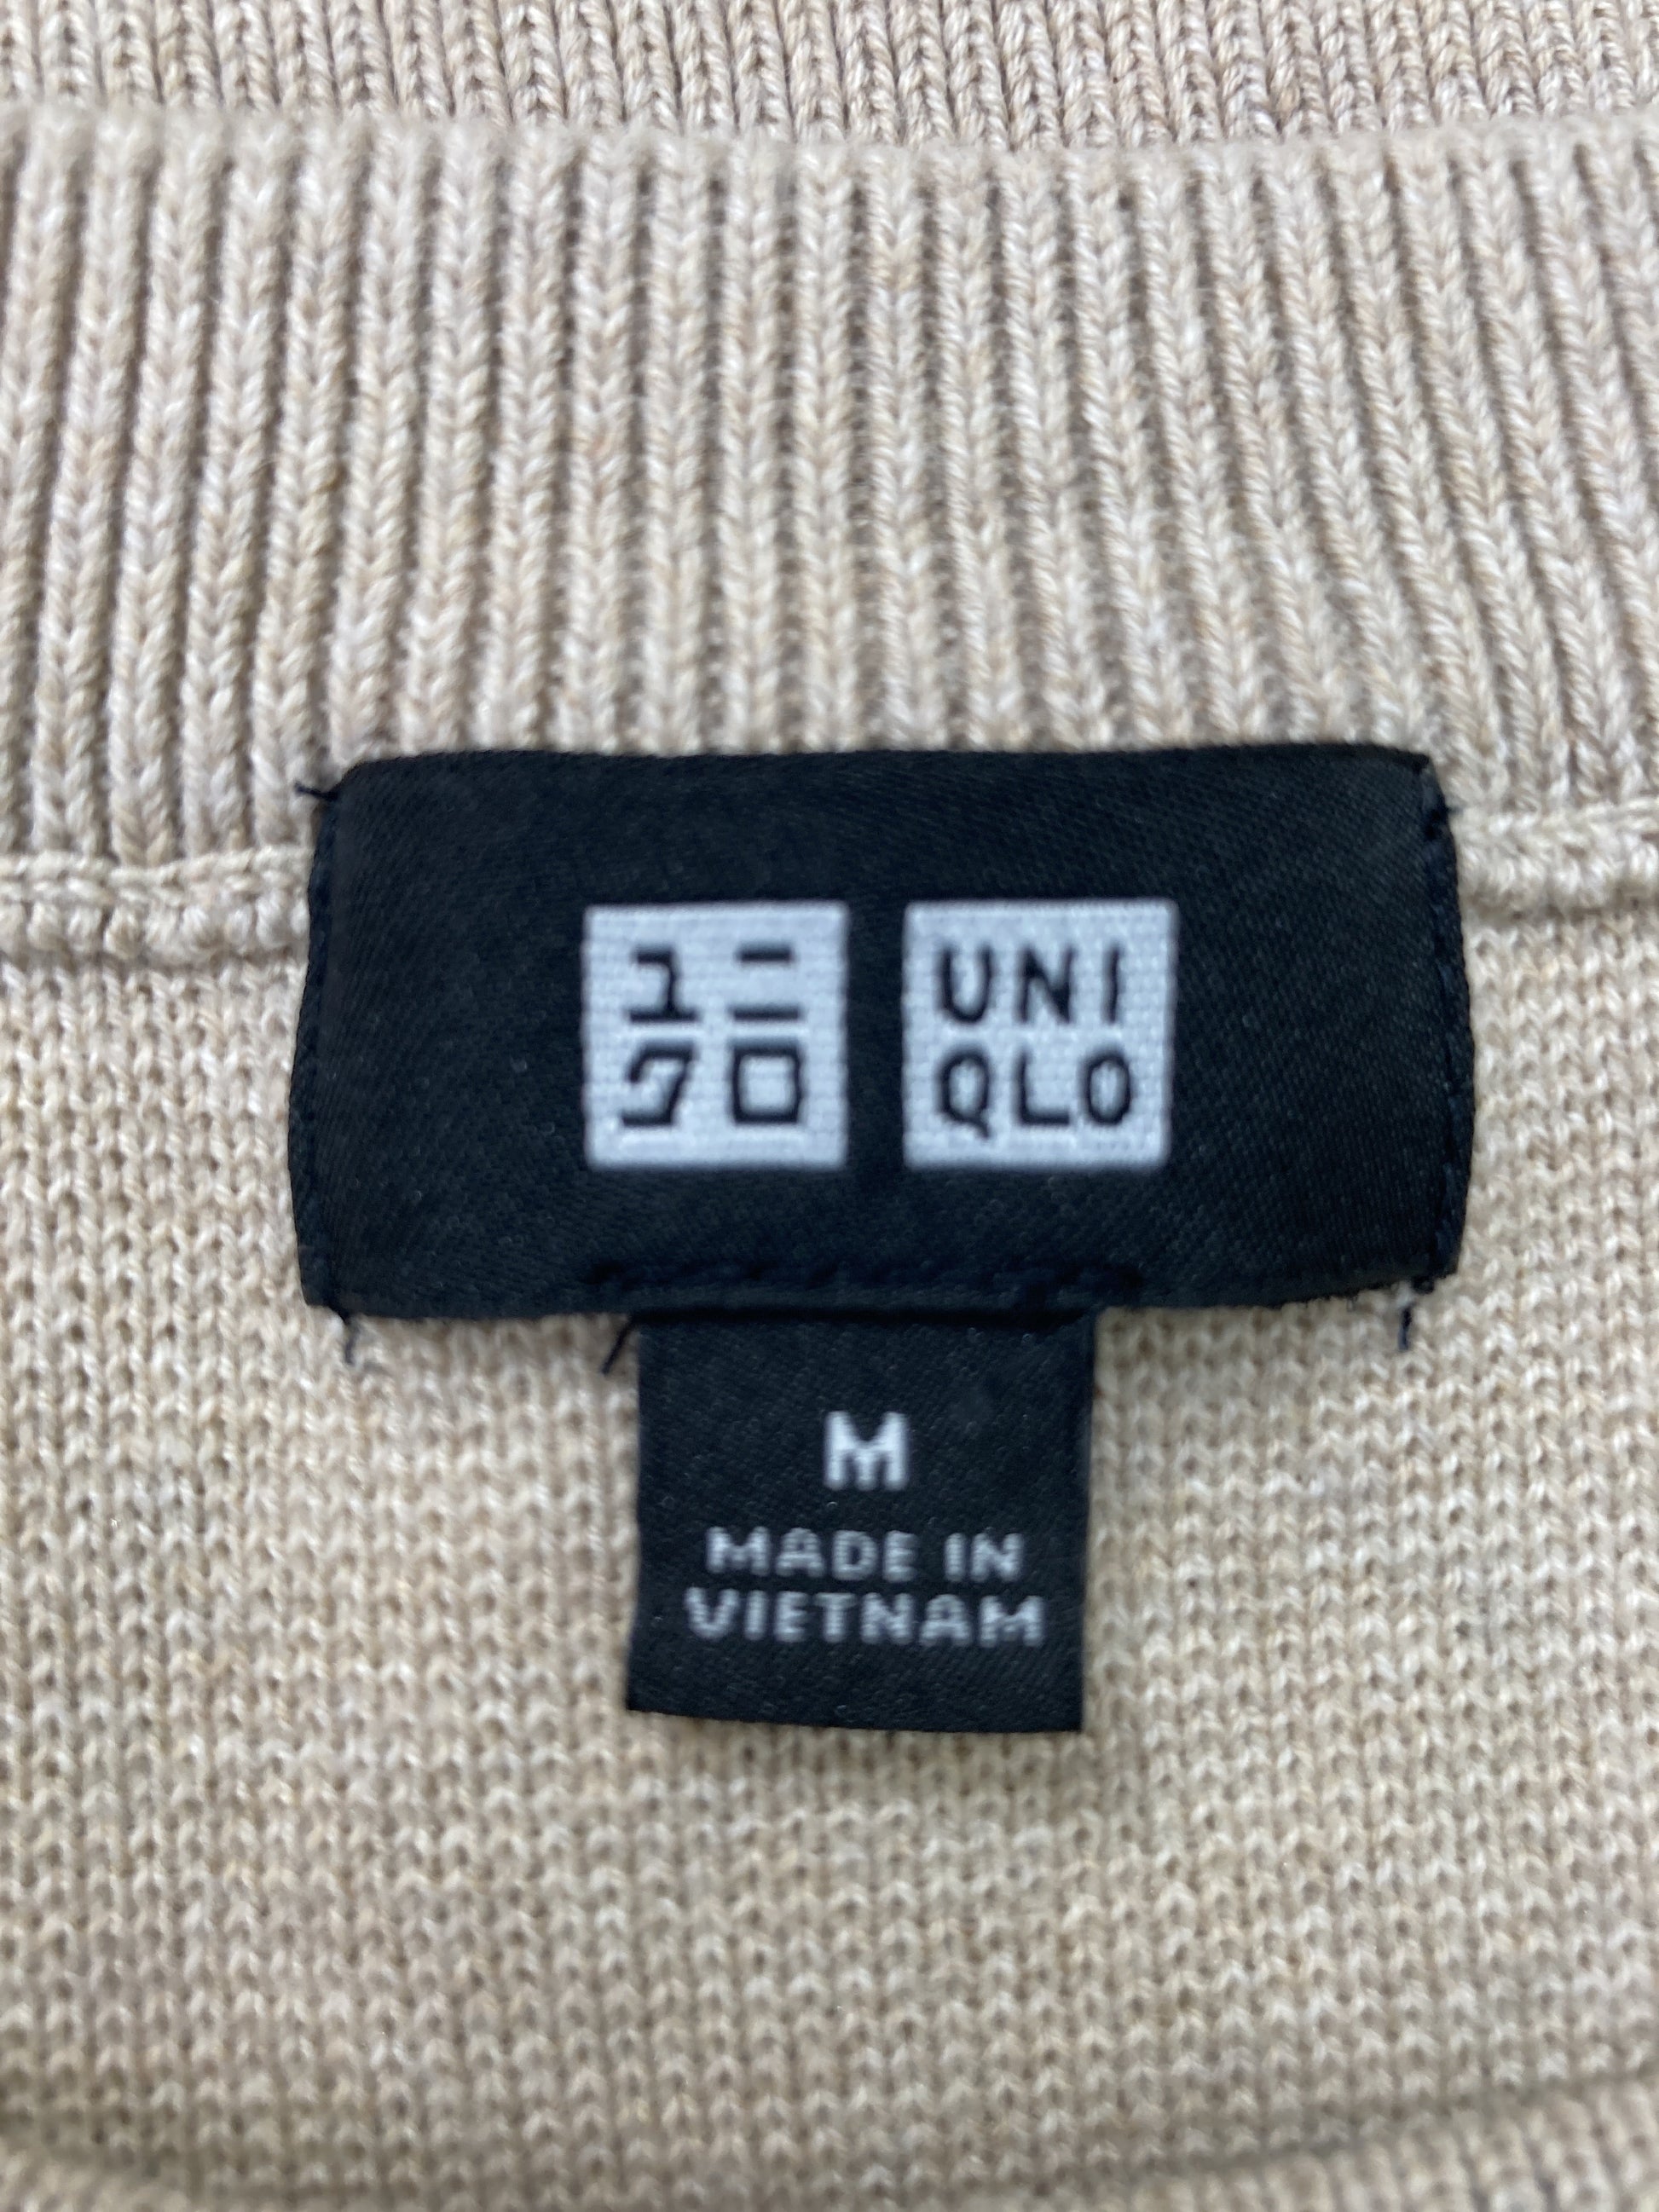 ユニ
クロ
UNI
QLO
M
MADE IN
VIETNAM